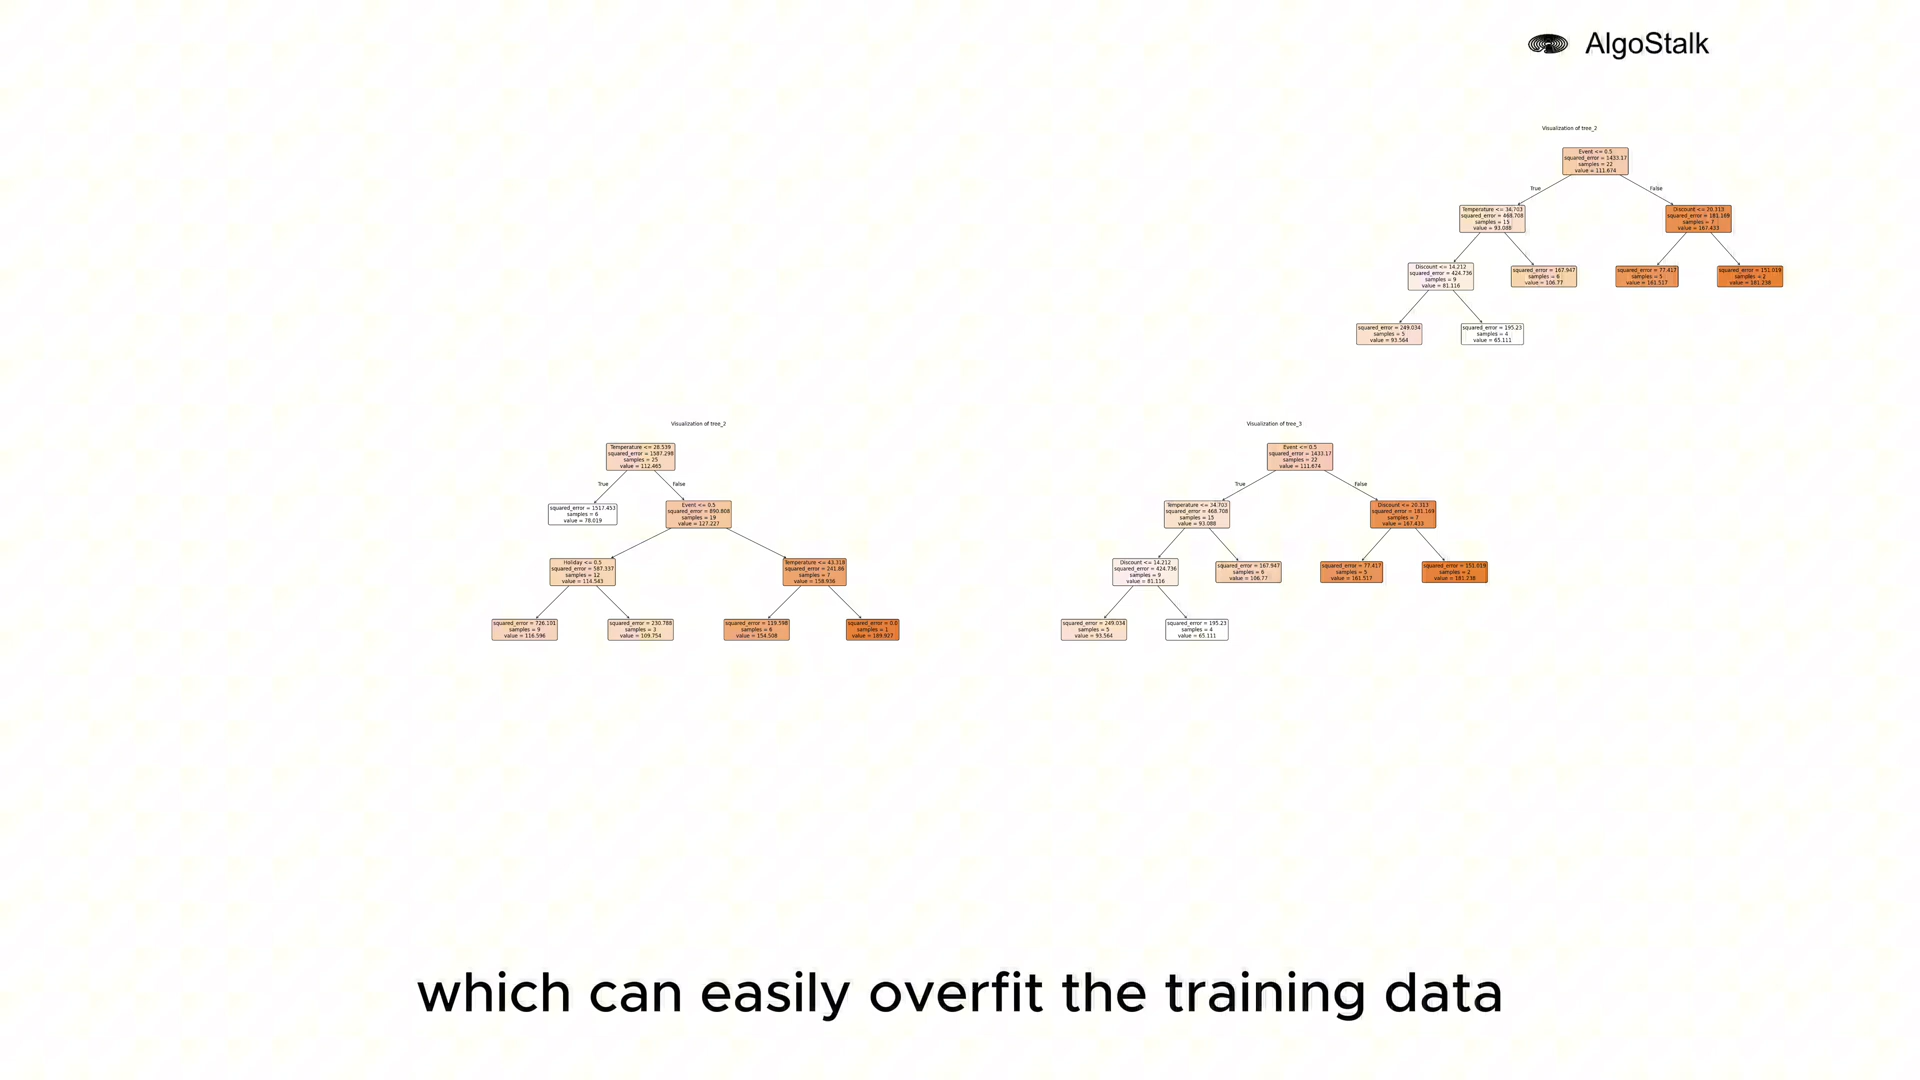 AlgoStalk
Visualization of tree_2
Event <= 0.5
squared_error = 1433.17
samples = 22
value = 111.674
True
False
Temperature <= 34.703
squared_error = 468.708
samples = 15
value = 93.088
Discount <= 20.313
squared_error = 181.169
samples = 7
value = 167.433
Discount <= 14.212
squared_error = 424.736
samples = 9
value = 81.116
squared_error = 167.947
samples = 6
value = 106.77
squared_error = 77.417
samples = 5
value = 161.517
squared_error = 151.019
samples = 2
value = 181.238
squared_error = 249.034
samples = 5
value = 93.564
squared_error = 195.23
samples = 4
value = 65.111
Visualization of tree_2
Temperature <= 28.539
squared_error = 1587.298
samples = 25
value = 112.465
True
False
squared_error = 1517.453
samples = 6
value = 78.019
Event <= 0.5
squared_error = 890.808
samples = 19
value = 127.227
Holiday <= 0.5
squared_error = 587.337
samples = 12
value = 114.543
Temperature <= 43.318
squared_error = 241.86
samples = 7
value = 158.936
squared_error = 726.101
samples = 9
value = 116.596
squared_error = 230.788
samples = 3
value = 109.754
squared_error = 119.598
samples = 6
value = 154.508
squared_error = 0.0
samples = 1
value = 189.927
Visualization of tree_3
Event <= 0.5
squared_error = 1433.17
samples = 22
value = 111.674
True
False
Temperature <= 34.703
squared_error = 468.708
samples = 15
value = 93.088
Discount <= 20.313
squared_error = 181.169
samples = 7
value = 167.433
Discount <= 14.212
squared_error = 424.736
samples = 9
value = 81.116
squared_error = 167.947
samples = 6
value = 106.77
squared_error = 77.417
samples = 5
value = 161.517
squared_error = 151.019
samples = 2
value = 181.238
squared_error = 249.034
samples = 5
value = 93.564
squared_error = 195.23
samples = 4
value = 65.111
which can easily overfit the training data